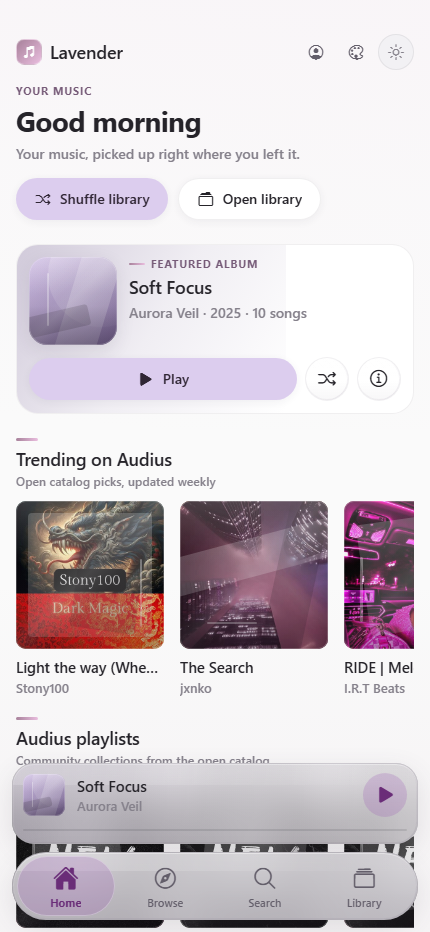 Lavender
YOUR MUSIC
Good morning
Your music, picked up right where you left it.
Shuffle library
Open library
FEATURED ALBUM
Soft Focus
Aurora Veil · 2025 · 10 songs
Play
Trending on Audius
Open catalog picks, updated weekly
Stony100
Dark Magic
Light the way (Whe...
Stony100
The Search
jxnko
RIDE | Mel
I.R.T Beats
Audius playlists
Community collections from the open catalog
Soft Focus
Aurora Veil
Home
Browse
Search
Library